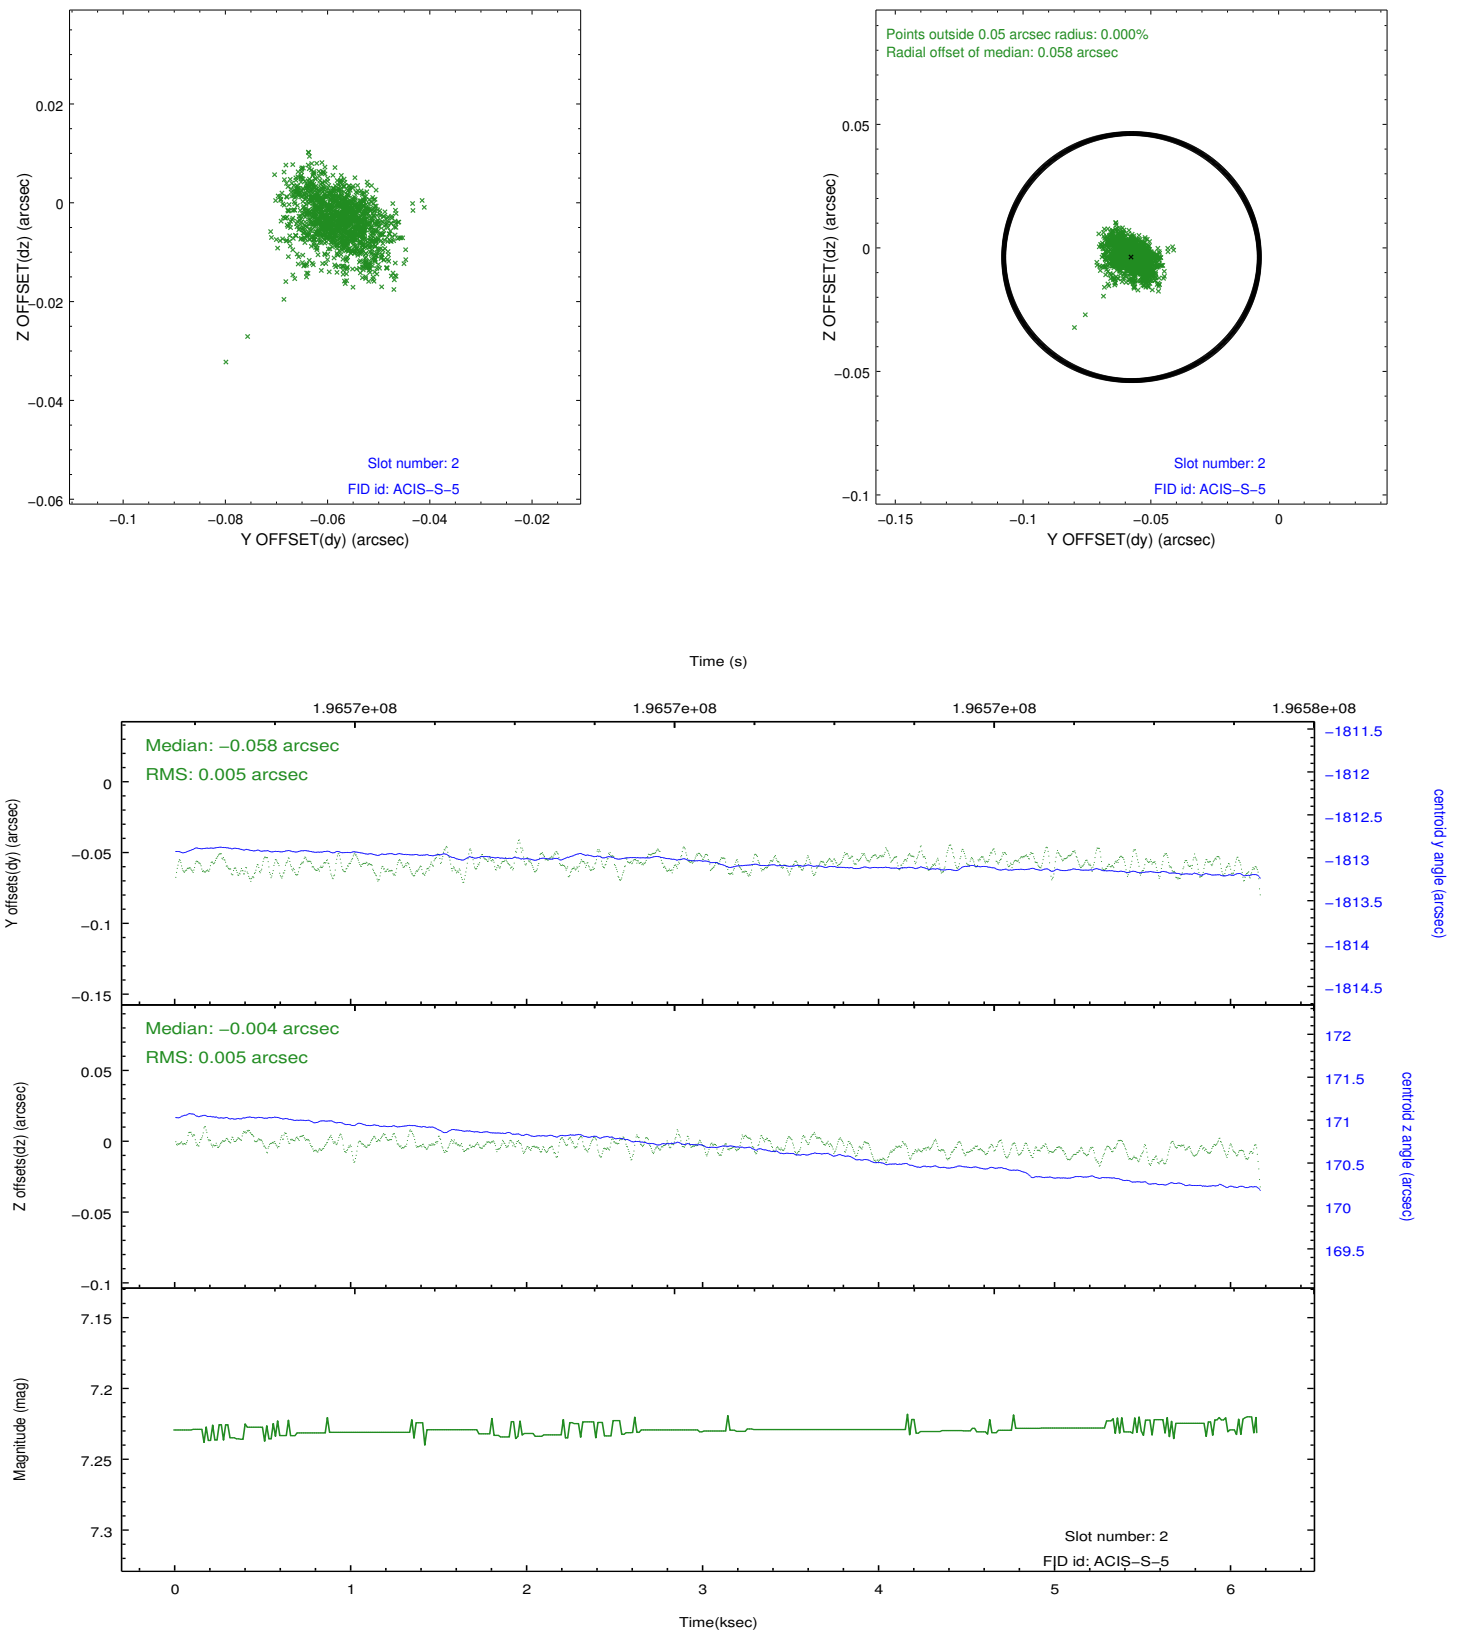 0.02
0
−0.02
−0.04
−0.06
Z OFFSET(dz) (arcsec)
−0.1
−0.08
−0.06
−0.04
−0.02
Y OFFSET(dy) (arcsec)
Slot number: 2
FID id: ACIS−S−5
Points outside 0.05 arcsec radius: 0.000%
Radial offset of median: 0.058 arcsec
0.05
0
−0.05
−0.1
Z OFFSET(dz) (arcsec)
Slot number: 2
FID id: ACIS−S−5
−0.15
−0.1
−0.05
0
Y OFFSET(dy) (arcsec)
Time (s)
1.9657e+08
1.9657e+08
1.9657e+08
1.9658e+08
Median: −0.058 arcsec
RMS: 0.005 arcsec
0
−0.05
−0.1
−0.15
Y offsets(dy) (arcsec)
−1811.5
−1812
−1812.5
−1813
−1813.5
−1814
−1814.5
centroid y angle (arcsec)
Median: −0.004 arcsec
RMS: 0.005 arcsec
0.05
0
−0.05
−0.1
Z offsets(dz) (arcsec)
172
171.5
171
170.5
170
169.5
centroid z angle (arcsec)
7.15
7.2
7.25
7.3
Magnitude (mag)
Slot number: 2
FID id: ACIS−S−5
0
1
2
3
4
5
6
Time(ksec)